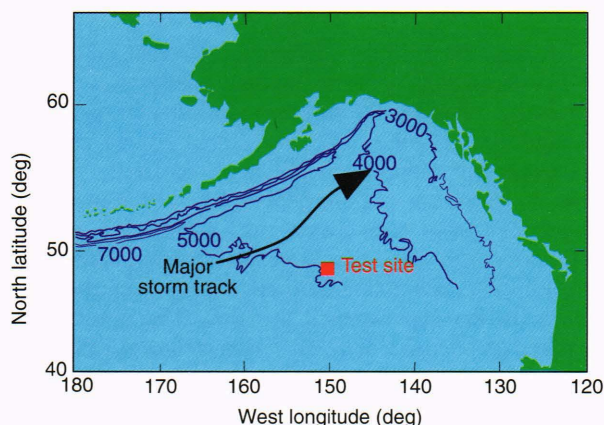 North latitude (deg)
60
50
40
3000
4000
5000
7000
Major
storm track
Test site
180
170
160
150
140
130
120
West longitude (deg)